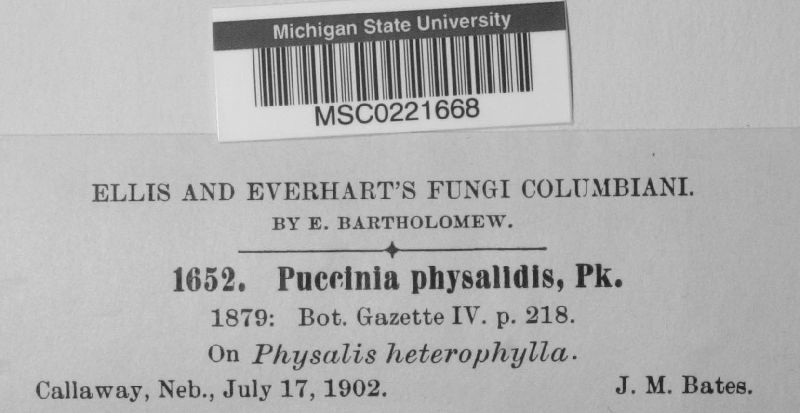 Michigan State University
MSC0221668
ELLIS AND EVERHART'S FUNGI COLUMBIANI.
BY E. BARTHOLOMEW.
1652. Puccinia physalidis, Pk.
1879: Bot. Gazette IV. p. 218.
On Physalis heterophylla.
Callaway, Neb., July 17, 1902. J. M. Bates.